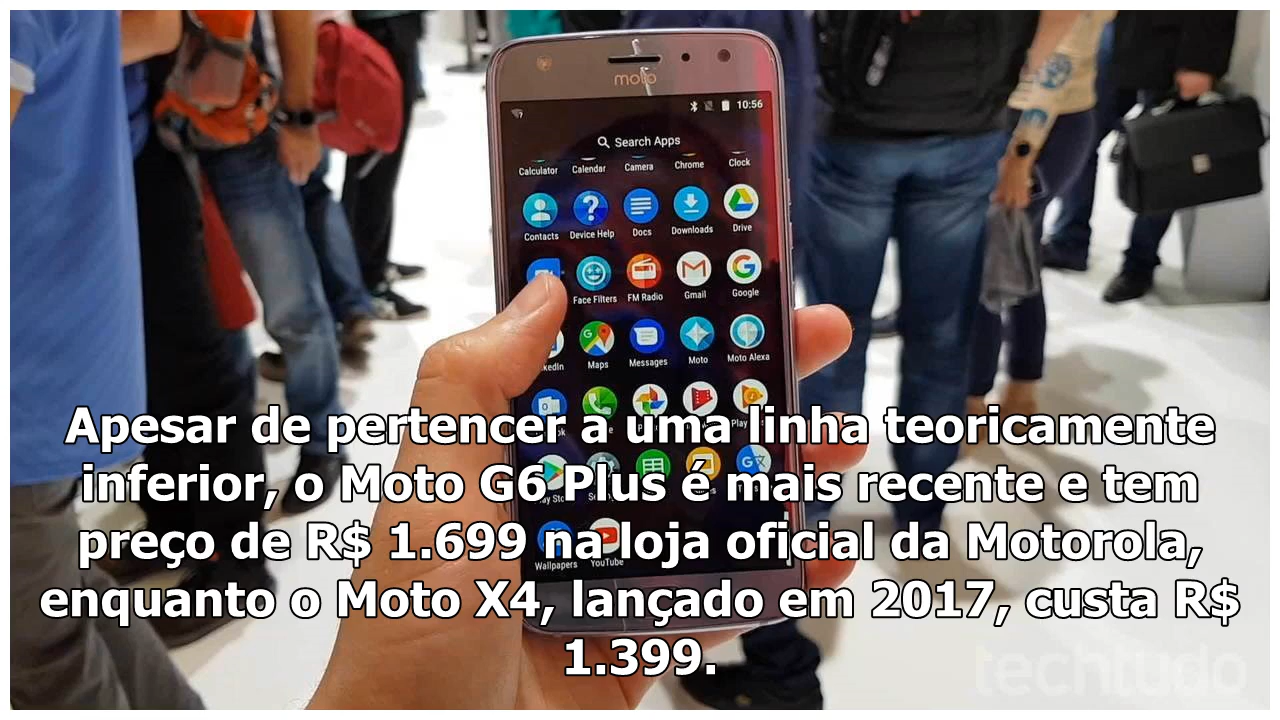 moto
10:56
Search Apps
Calculator Calendar Camera Chrome Clock
Contacts Device Help Docs Downloads Drive
Face Filters FM Radio Gmail Google
Maps Messages Moto Moto Alexa
Apesar de pertencer a uma linha teoricamente
inferior, o Moto G6 Plus é mais recente e tem
preço de R$ 1.699 na loja oficial da Motorola,
enquanto o Moto X4, lançado em 2017, custa R$
1.399.
Wallpapers YouTube
techtudo